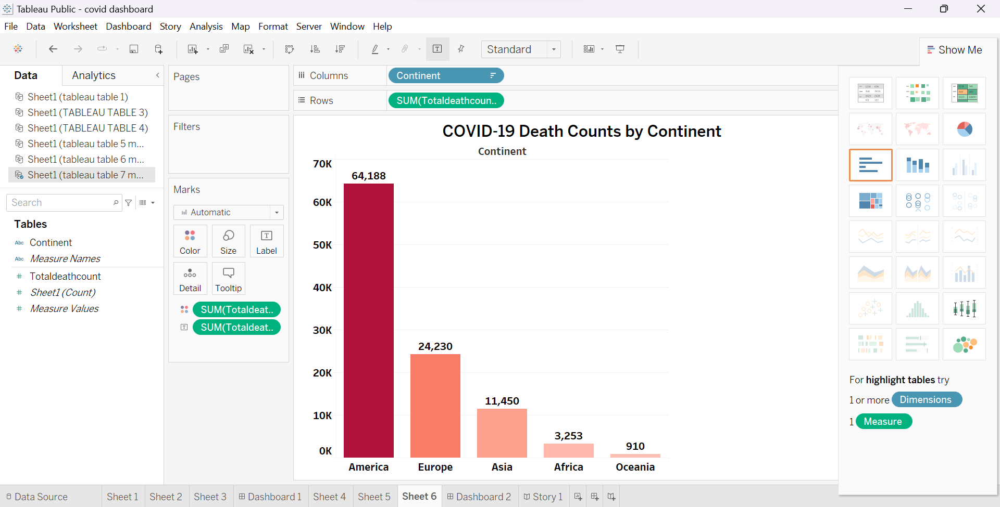 Tableau Public - covid dashboard
File Data Worksheet Dashboard Story Analysis Map Format Server Window Help
Standard
Show Me
Data
Analytics
Pages
Columns
Continent
Rows
SUM(Totaldeathcoun..
Sheet1 (tableau table 1)
Sheet1 (TABLEAU TABLE 3)
Sheet1 (TABLEAU TABLE 4)
Sheet1 (tableau table 5 m...
Sheet1 (tableau table 6 m...
Sheet1 (tableau table 7 m...
Search
Tables
Abc Continent
Abc Measure Names
# Totaldeathcount
# Sheet1 (Count)
# Measure Values
Filters
Marks
Automatic
Color
Size
T
Label
Detail
Tooltip
SUM(Totaldeat..
T SUM(Totaldeat..
COVID-19 Death Counts by Continent
Continent
70K
60K
50K
40K
30K
20K
10K
0K
64,188
24,230
11,450
3,253
910
America
Europe
Asia
Africa
Oceania
For highlight tables try
1 or more Dimensions
1 Measure
Data Source
Sheet 1
Sheet 2
Sheet 3
Dashboard 1
Sheet 4
Sheet 5
Sheet 6
Dashboard 2
Story 1